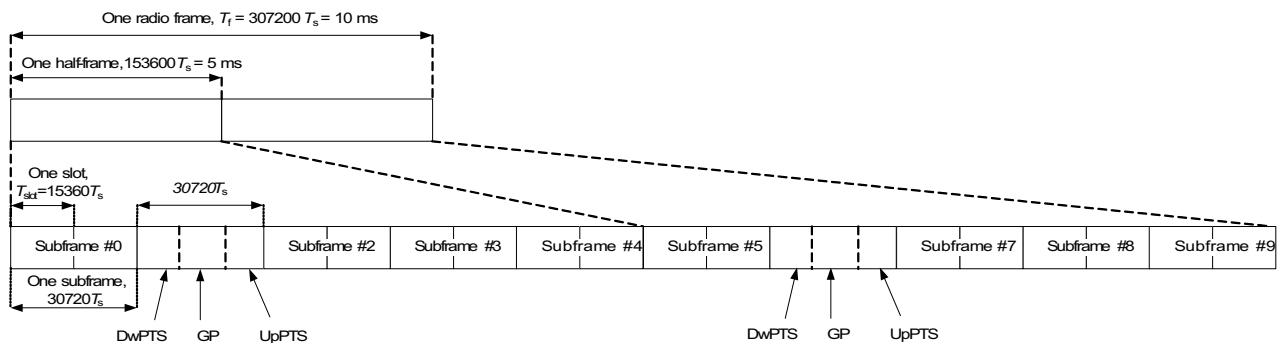 One radio frame, Tf = 307200 Ts = 10 ms
One half-frame, 153600 Ts = 5 ms
One slot,
Tslot=15360Ts
30720Ts
Subframe #0
Subframe #2
Subframe #3
Subframe #4
Subframe #5
Subframe #7
Subframe #8
Subframe #9
One subframe,
30720Ts
DwPTS
GP
UpPTS
DwPTS
GP
UpPTS